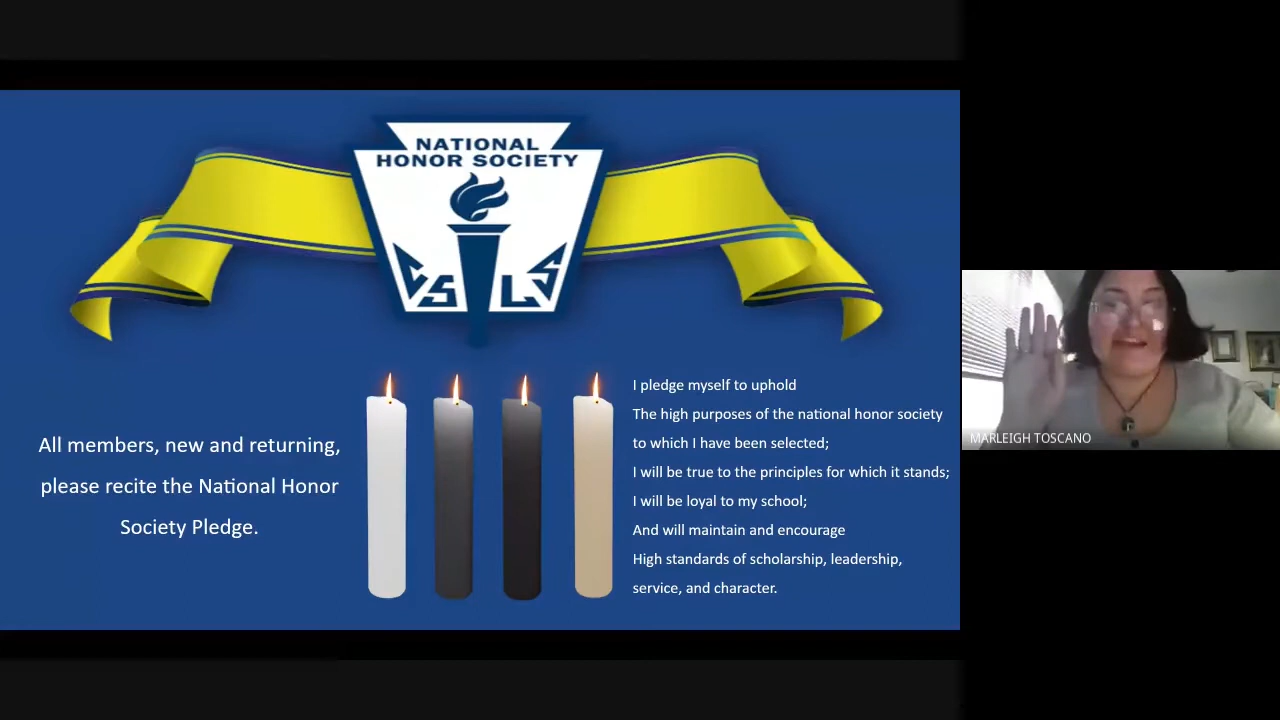 NATIONAL
HONOR SOCIETY
C S L S
All members, new and returning,
please recite the National Honor
Society Pledge.
I pledge myself to uphold
The high purposes of the national honor society
to which I have been selected;
I will be true to the principles for which it stands;
I will be loyal to my school;
And will maintain and encourage
High standards of scholarship, leadership,
service, and character.
MARLEIGH TOSCANO